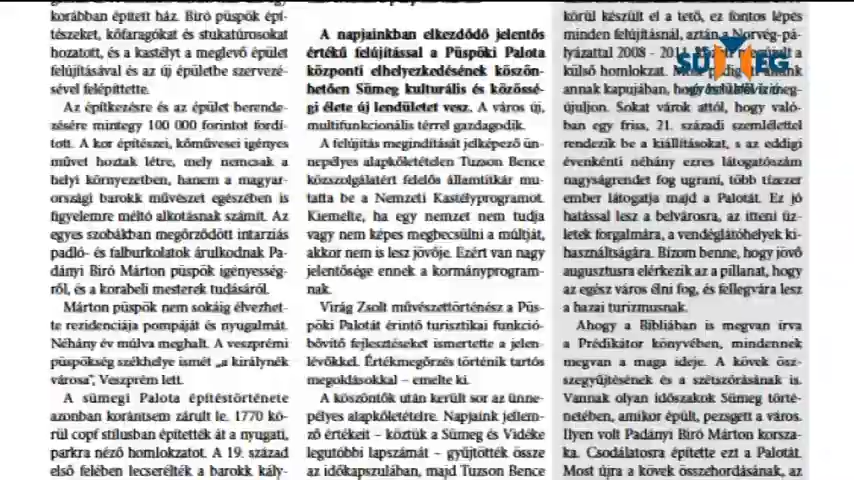 korábban épített ház. Bíró püspök épí-
tészeket, kőfaragókat és stukatúrosokat
hozatott, és a kastélyt a meglevő épület
felújításával és az új épületbe szervezé-
sével felépíttette.
Az építkezésre és az épület berende-
zésére mintegy 100 000 forintot fordí-
tott. A kor építészei, kőművesei igényes
művet hoztak létre, mely nemcsak a
helyi környezetben, hanem a magyar-
országi barokk művészet egészében is
figyelemre méltó alkotásnak számít. Az
egyes szobákban megőrződött intarziás
padló- és falburkolatok árulkodnak Pa-
dányi Biró Márton püspök igényesség-
ről, és a korabeli mesterek tudásáról.
Márton püspök nem sokáig élvezhet-
te rezidenciája pompáját és nyugalmát.
Néhány év múlva meghalt. A veszprémi
püspökség székhelye ismét „a királynék
városa”, Veszprém lett.
A sümegi Palota építéstörténete
azonban korántsem zárult le. 1770 kö-
rül copf stílusban építették át a nyugati,
parkra néző homlokzatot. A 19. század
első felében lecserélték a barokk kály-
A napjainkban elkezdődő jelentős
értékű felújítással a Püspöki Palota
központi elhelyezkedésének köszön-
hetően Sümeg kulturális és közössé-
gi élete új lendületet vesz. A város új,
multifunkcionális térrel gazdagodik.
A felújítás megindítását jelképező ün-
nepélyes alapkőletételen Tuzson Bence
közszolgálatért felelős államtitkár mu-
tatta be a Nemzeti Kastélyprogramot.
Kiemelte, ha egy nemzet nem tudja
vagy nem képes megbecsülni a múltját,
akkor nem is lesz jövője. Ezért van nagy
jelentősége ennek a kormányprogram-
nak.
Virág Zsolt művészettörténész a Püs-
pöki Palotát érintő turisztikai funkció-
bővítő fejlesztéseket ismertette a jelen-
lévőkkel. Értékmegőrzés történik tartós
megoldásokkal – emelte ki.
A köszöntők után került sor az ünne-
pélyes alapkőletételre. Napjaink jellem-
ző értékeit – köztük a Sümeg és Vidéke
legutóbbi lapszámát – gyűjtötték össze
az időkapszulában, majd Tuzson Bence
körül készült el a tető, ez fontos lépés
minden felújításnál, aztán a Norvég-pá-
lyázattal 2008 - 2011 között megújult a
külső homlokzat. Most pedig
annak kapujában, hogy belül is meg-
újuljon. Sokat várok attól, hogy való-
ban egy friss, 21. századi szemlélettel
rendezik be a kiállításokat, s az eddigi
évenkénti néhány ezres látogatószám
nagyságrendet fog ugrani, több tízezer
ember látogatja majd a Palotát. Ez jó
hatással lesz a belvárosra, az itteni üz-
letek forgalmára, a vendéglátóhelyek ki-
használtságára. Bízom benne, hogy jövő
augusztusra elérkezik az a pillanat, hogy
az egész város élni fog, és fellegvára lesz
a hazai turizmusnak.
Ahogy a Bibliában is megvan írva
a Prédikátor könyvében, mindennek
megvan a maga ideje. A kövek ösz-
szegyűjtésének és a szétszórásának is.
Vannak olyan időszakok Sümeg törté-
netében, amikor épült, pezsgett a város.
Ilyen volt Padányi Biró Márton korsza-
ka. Csodálatosra építette ezt a Palotát.
Most újra a kövek összehordásának, az
SÜMEG